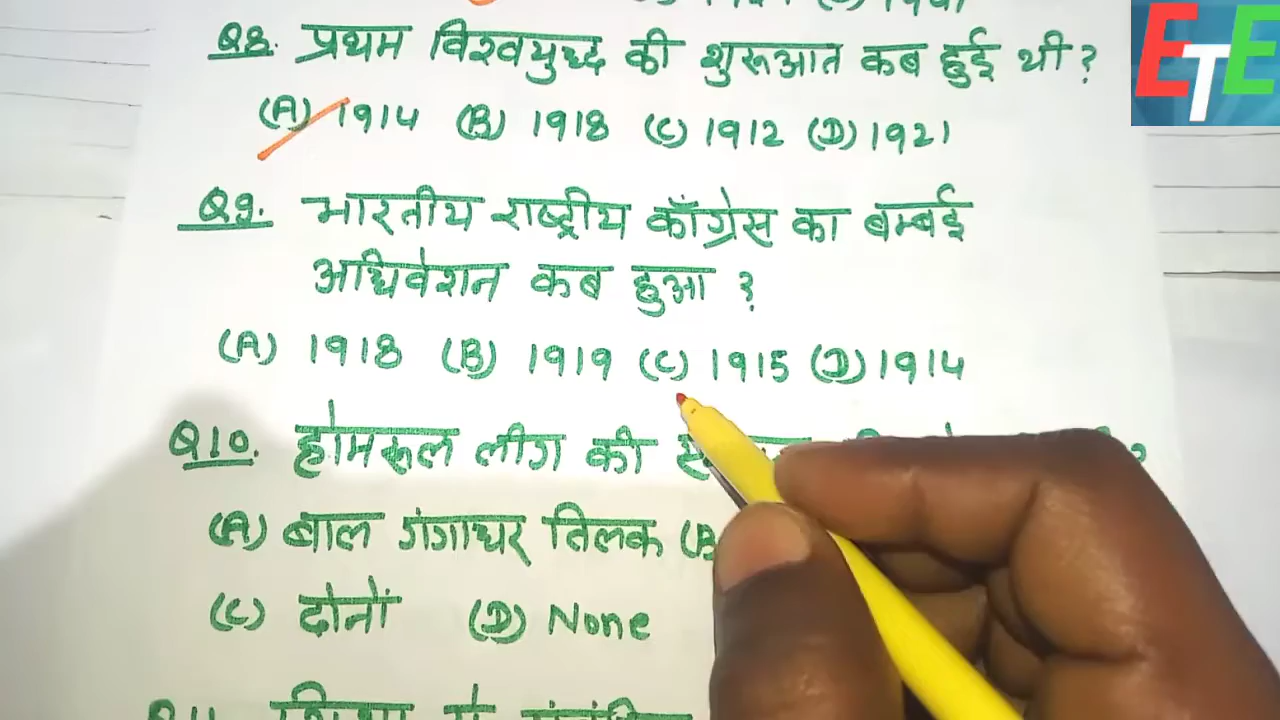 ETE
Q8. प्रथम विश्वयुद्ध की शुरूआत कब हुई थी?
(A) 1914 (B) 1918 (C) 1912 (D) 1921
Q9. भारतीय राष्ट्रीय काँग्रेस का बम्बई
अधिवेशन कब हुआ ?
(A) 1918 (B) 1919 (C) 1915 (D) 1914
Q10. होमरूल लीग की
(A) बाल गंगाधर तिलक (B
(C) दोनों (D) None
Q11.